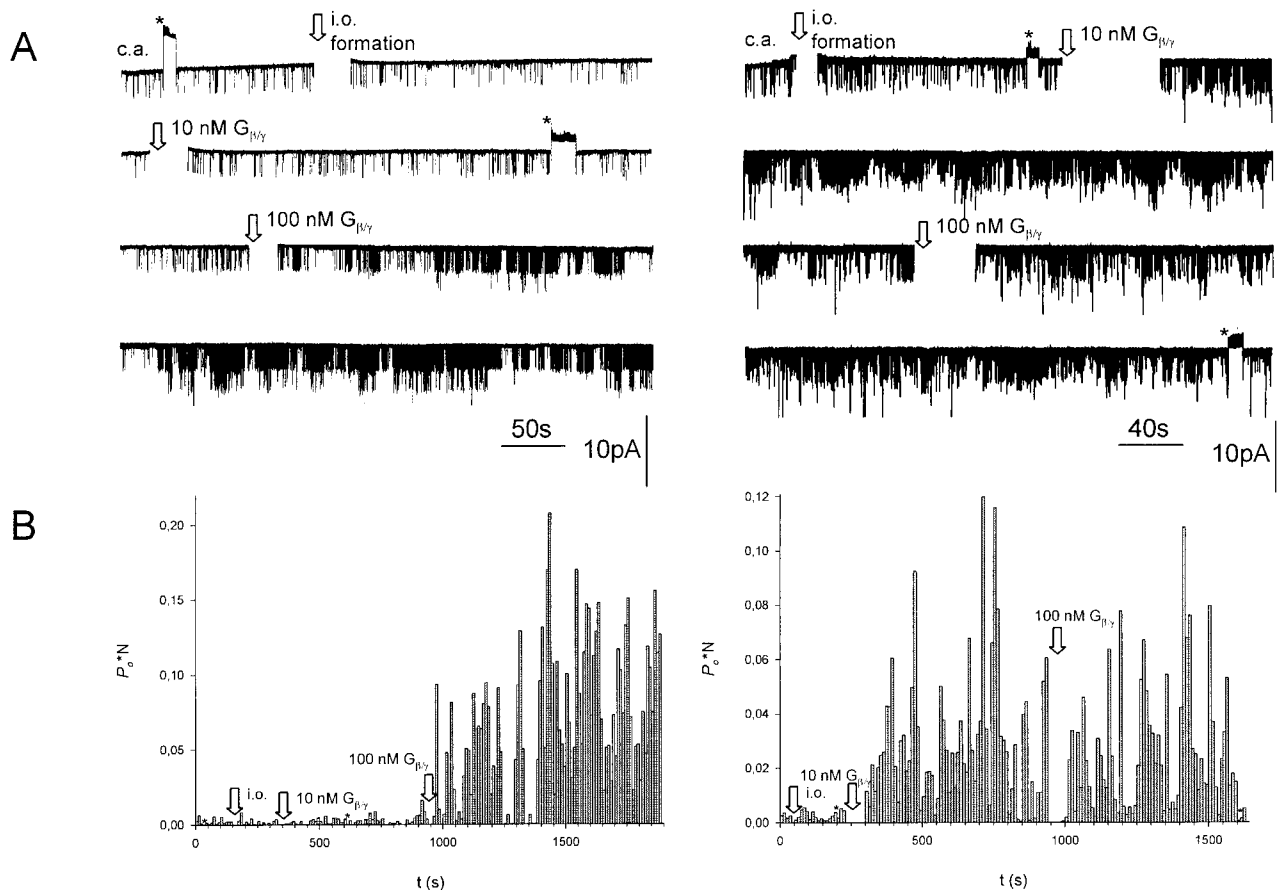 A
c.a.
*
i.o.
formation
10 nM Gβ/γ
*
100 nM Gβ/γ
50s
10pA
c.a.
i.o.
formation
*
10 nM Gβ/γ
100 nM Gβ/γ
*
40s
10pA
B
0,20
0,15
0,10
0,05
0,00
Po*N
*
i.o.
10 nM Gβ/γ
*
100 nM Gβ/γ
0 500 1000 1500
t (s)
0,12
0,10
0,08
0,06
0,04
0,02
0,00
Po*N
10 nM Gβ/γ
i.o.
*
100 nM Gβ/γ
0 500 1000 1500
t (s)